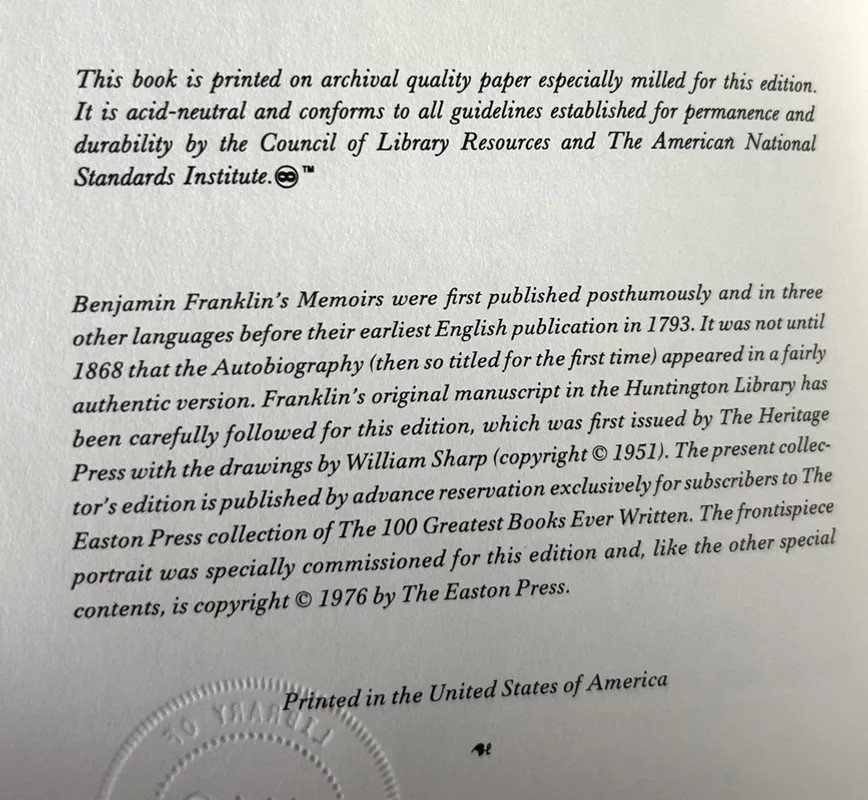 This book is printed on archival quality paper especially milled for this edition.
It is acid-neutral and conforms to all guidelines established for permanence and
durability by the Council of Library Resources and The American National
Standards Institute.♾™
Benjamin Franklin's Memoirs were first published posthumously and in three
other languages before their earliest English publication in 1793. It was not until
1868 that the Autobiography (then so titled for the first time) appeared in a fairly
authentic version. Franklin's original manuscript in the Huntington Library has
been carefully followed for this edition, which was first issued by The Heritage
Press with the drawings by William Sharp (copyright © 1951). The present collec-
tor's edition is published by advance reservation exclusively for subscribers to The
Easton Press collection of The 100 Greatest Books Ever Written. The frontispiece
portrait was specially commissioned for this edition and, like the other special
contents, is copyright © 1976 by The Easton Press.
Printed in the United States of America
LIBRARY OF